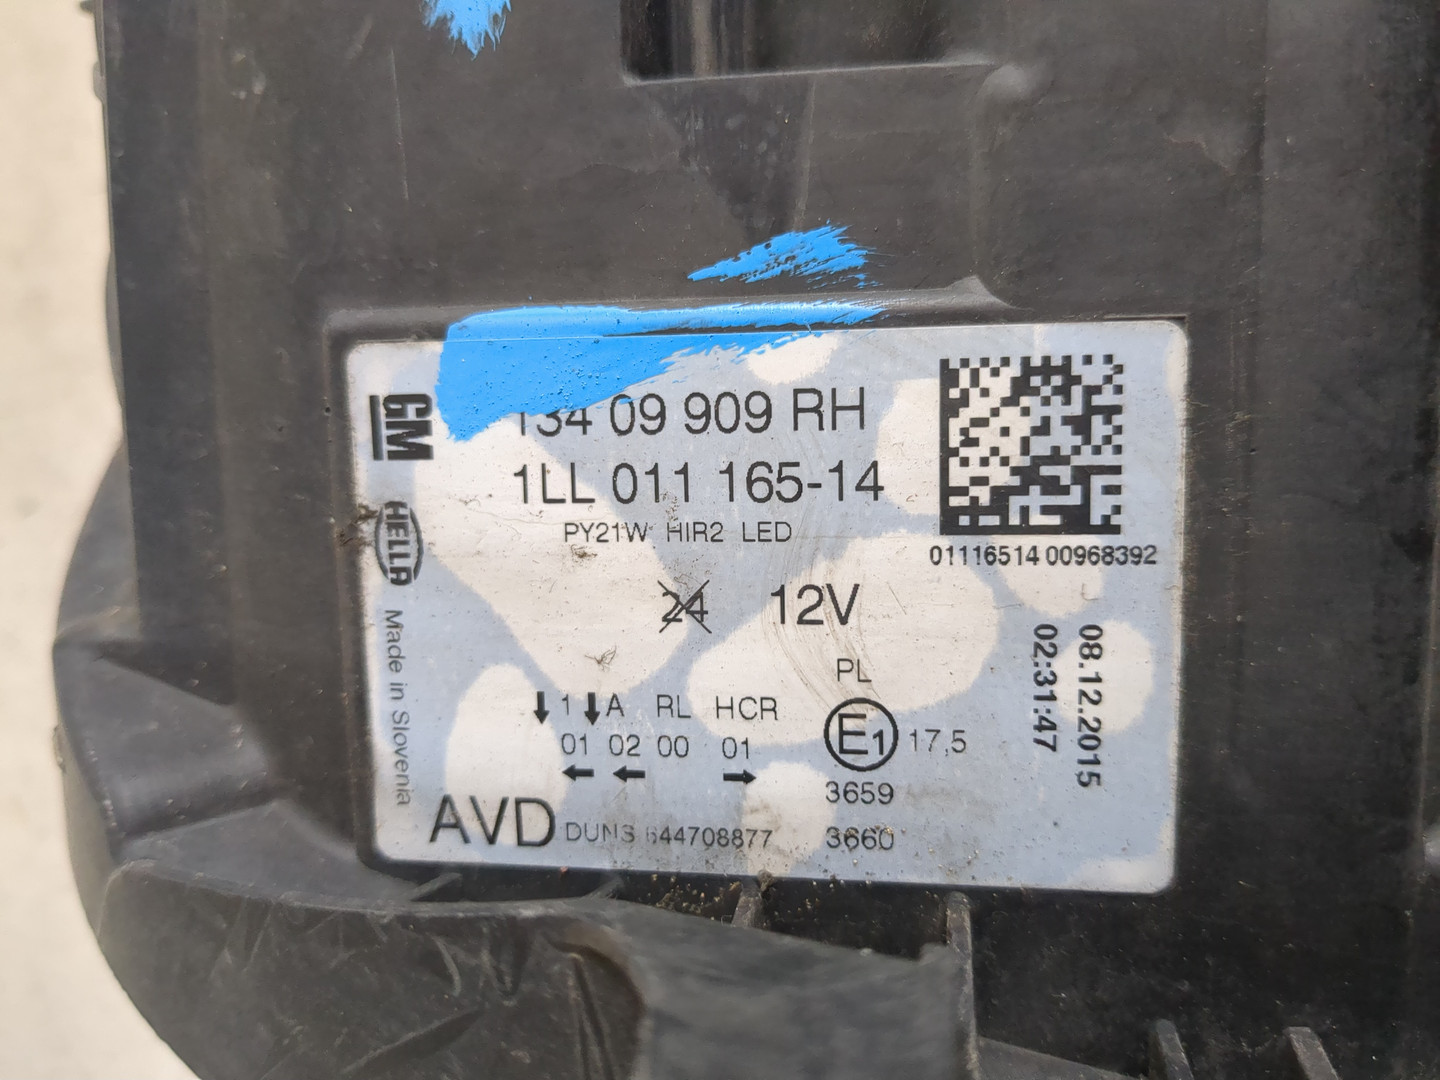 GM
134 09 909 RH
1LL 011 165-14
PY21W HIR2 LED
01116514 00968392
HELLA
Made in Slovenia
24 12V
08.12.2015
02:31:47
PL
1 A RL HCR
01 02 00 01
E1 17,5
3659
3660
AVD DUNS 644708877